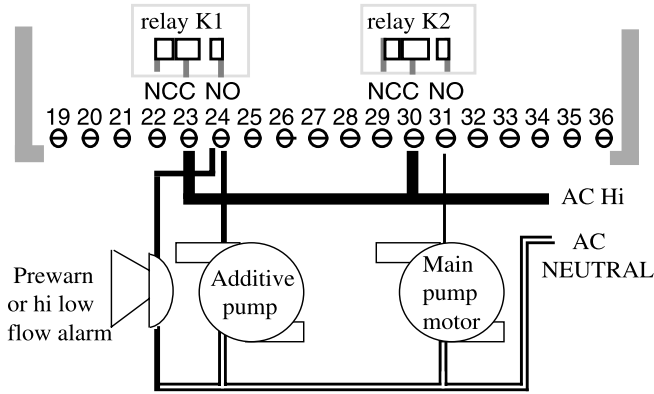 relay K1
relay K2
NCC NO
NCC NO
19 20 21 22 23 24 25 26 27 28 29 30 31 32 33 34 35 36
AC Hi
AC
NEUTRAL
Prewarn
or hi low
flow alarm
Additive
pump
Main
pump
motor